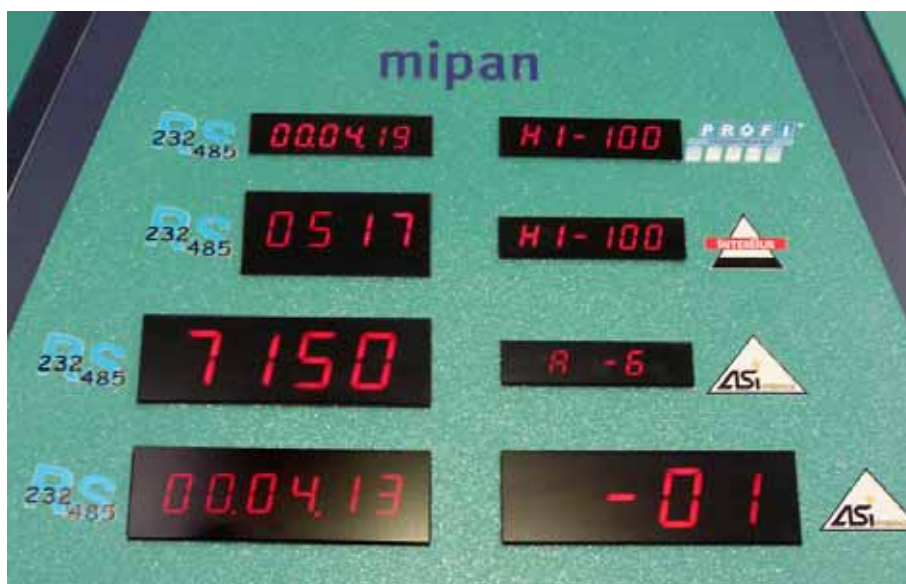 mipan
RS 232 485 00.04.19 H1-100 PROFI
RS 232 485 0517 H1-100 INTERBUS
RS 232 485 7150 A -6 ASi
RS 232 485 00.04.13 -01 ASi